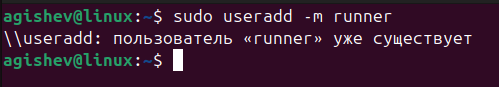 agishev@linux:~$ sudo useradd -m runner
\\useradd: пользователь «runner» уже существует
agishev@linux:~$